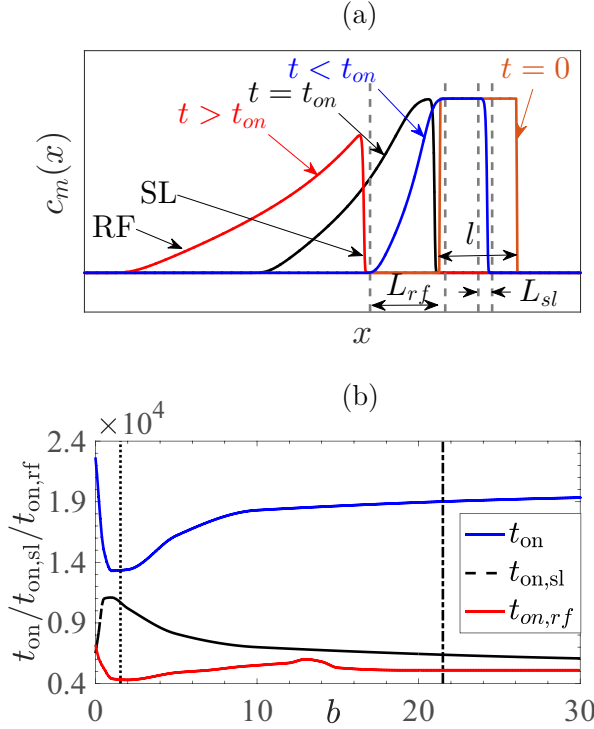 (a)
t > t_on
t = t_on
t < t_on
t = 0
SL
RF
l
L_rf
L_sl
c_m(x)
x
(b)
×10^4
2.4
1.9
1.4
0.9
0.4
0
10
20
30
b
t_on/t_on,sl/t_on,rf
t_on
t_on,sl
t_on,rf